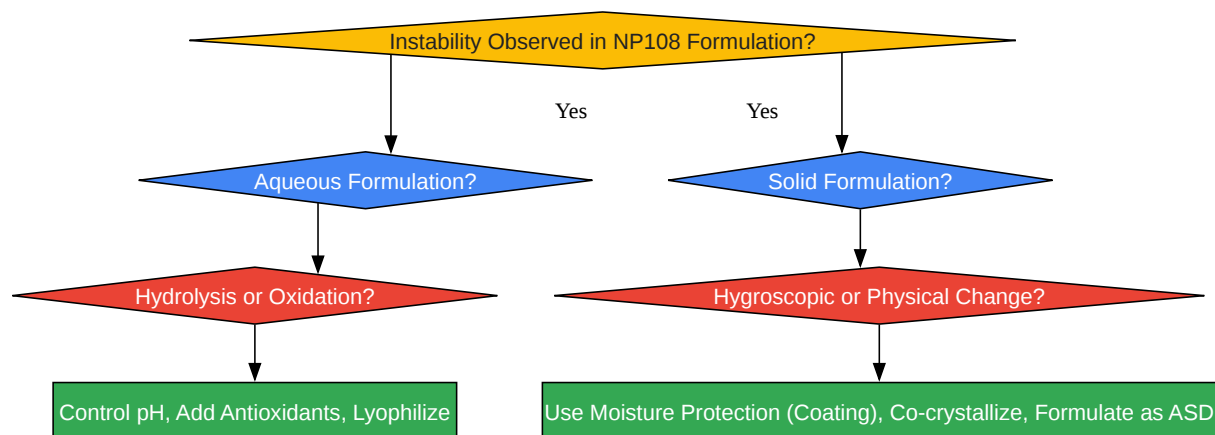 Instability Observed in NP108 Formulation?
Yes
Yes
Aqueous Formulation?
Solid Formulation?
Hydrolysis or Oxidation?
Hygroscopic or Physical Change?
Control pH, Add Antioxidants, Lyophilize
Use Moisture Protection (Coating), Co-crystallize, Formulate as ASD